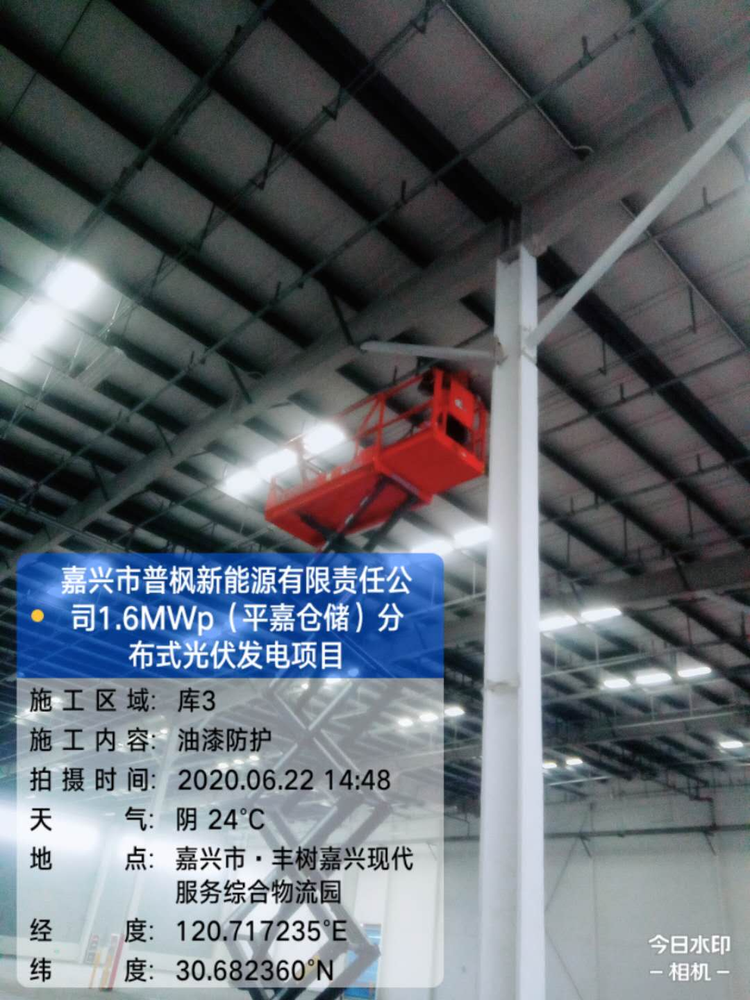 嘉兴市普枫新能源有限责任公
司1.6MWp（平嘉仓储）分
布式光伏发电项目
施工区域: 库3
施工内容: 油漆防护
拍摄时间: 2020.06.22 14:48
天气: 阴 24°C
地点: 嘉兴市·丰树嘉兴现代
服务综合物流园
经度: 120.717235°E
纬度: 30.682360°N
今日水印
-相机-